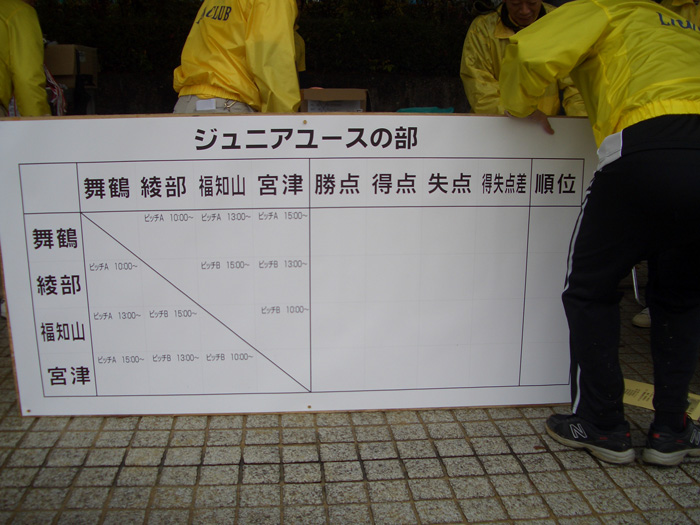 CLUB
ジュニアユースの部
舞鶴 綾部 福知山 宮津 勝点 得点 失点 得失点差 順位
舞鶴 ピッチA 10:00~ ピッチA 13:00~ ピッチA 15:00~
綾部 ピッチA 10:00~ ピッチB 15:00~ ピッチB 13:00~
福知山 ピッチA 13:00~ ピッチB 15:00~ ピッチB 10:00~
宮津 ピッチA 15:00~ ピッチB 13:00~ ピッチB 10:00~